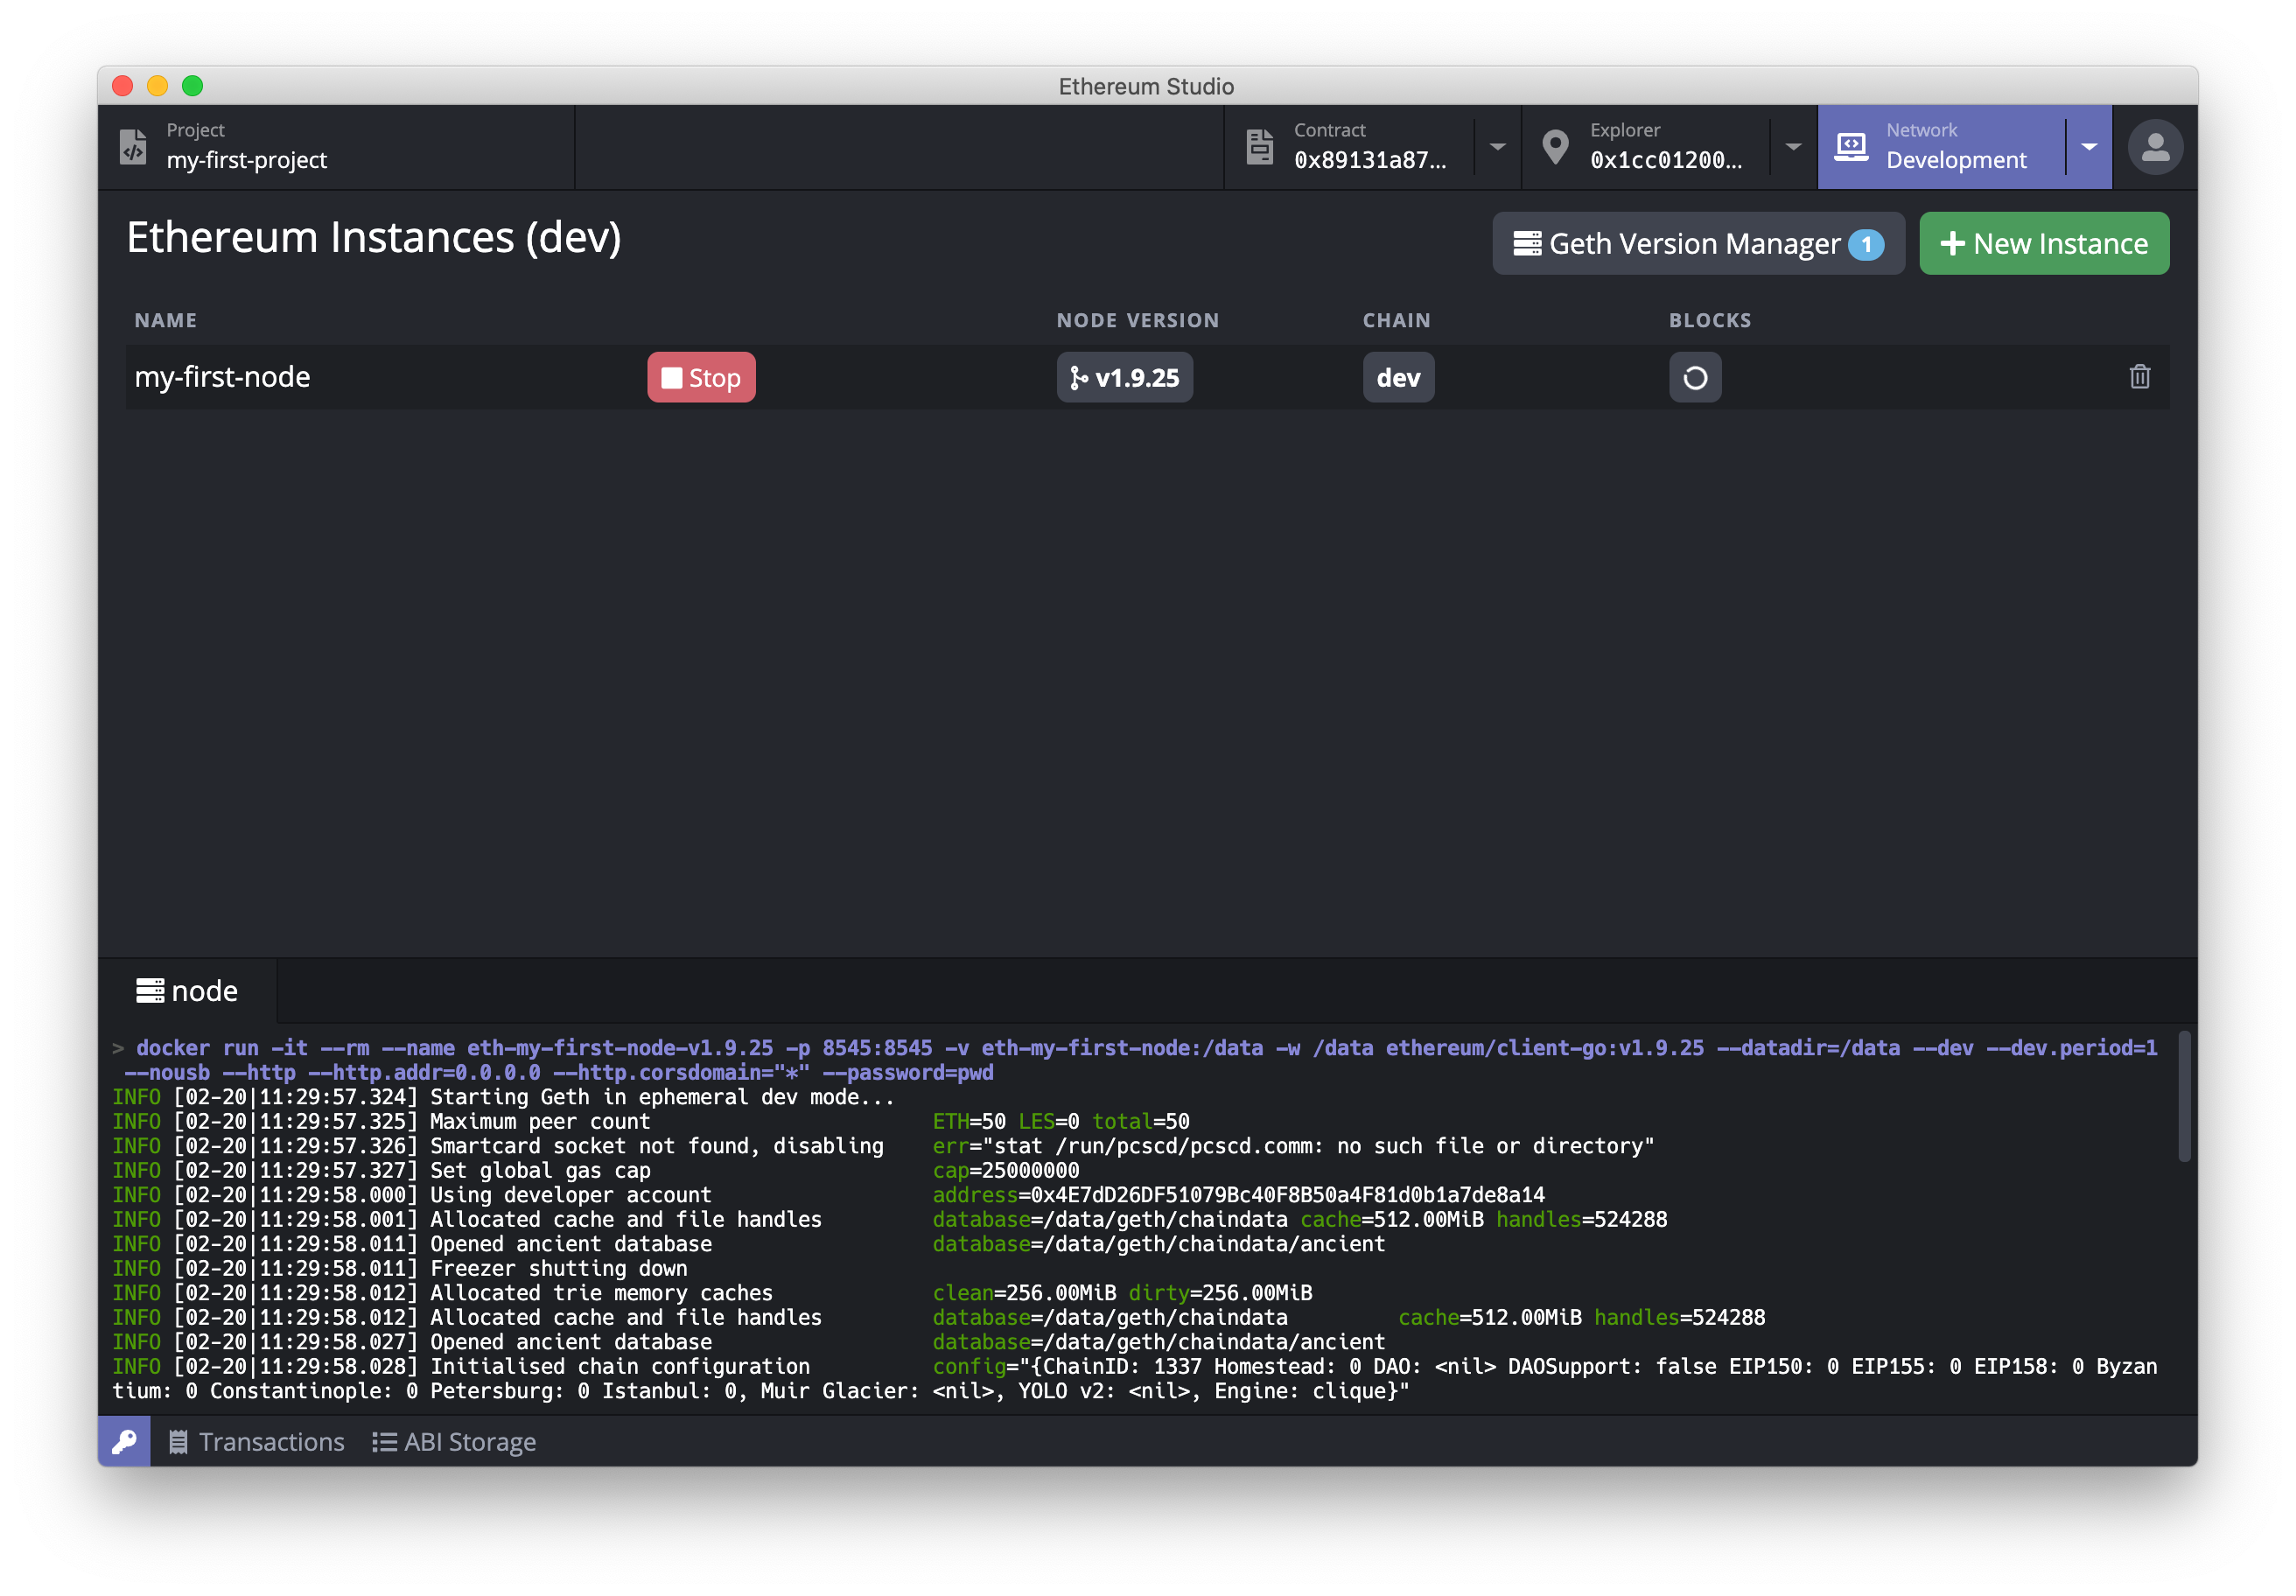 Ethereum Studio
Project
my-first-project
Contract
0x89131a87...
Explorer
0x1cc01200...
Network
Development
Ethereum Instances (dev)
Geth Version Manager 1
New Instance
NAME NODE VERSION CHAIN BLOCKS
my-first-node Stop v1.9.25 dev
node
> docker run -it --rm --name eth-my-first-node-v1.9.25 -p 8545:8545 -v eth-my-first-node:/data -w /data ethereum/client-go:v1.9.25 --datadir=/data --dev --dev.period=1
--nousb --http --http.addr=0.0.0.0 --http.corsdomain="*" --password=pwd
INFO [02-20|11:29:57.324] Starting Geth in ephemeral dev mode...
INFO [02-20|11:29:57.325] Maximum peer count ETH=50 LES=0 total=50
INFO [02-20|11:29:57.326] Smartcard socket not found, disabling err="stat /run/pcscd/pcscd.comm: no such file or directory"
INFO [02-20|11:29:57.327] Set global gas cap cap=25000000
INFO [02-20|11:29:58.000] Using developer account address=0x4E7dD26DF51079Bc40F8B50a4F81d0b1a7de8a14
INFO [02-20|11:29:58.001] Allocated cache and file handles database=/data/geth/chaindata cache=512.00MiB handles=524288
INFO [02-20|11:29:58.011] Opened ancient database database=/data/geth/chaindata/ancient
INFO [02-20|11:29:58.011] Freezer shutting down
INFO [02-20|11:29:58.012] Allocated trie memory caches clean=256.00MiB dirty=256.00MiB
INFO [02-20|11:29:58.012] Allocated cache and file handles database=/data/geth/chaindata cache=512.00MiB handles=524288
INFO [02-20|11:29:58.027] Opened ancient database database=/data/geth/chaindata/ancient
INFO [02-20|11:29:58.028] Initialised chain configuration config="{ChainID: 1337 Homestead: 0 DAO: <nil> DAOSupport: false EIP150: 0 EIP155: 0 EIP158: 0 Byzan
tium: 0 Constantinople: 0 Petersburg: 0 Istanbul: 0, Muir Glacier: <nil>, YOLO v2: <nil>, Engine: clique}"
Transactions ABI Storage